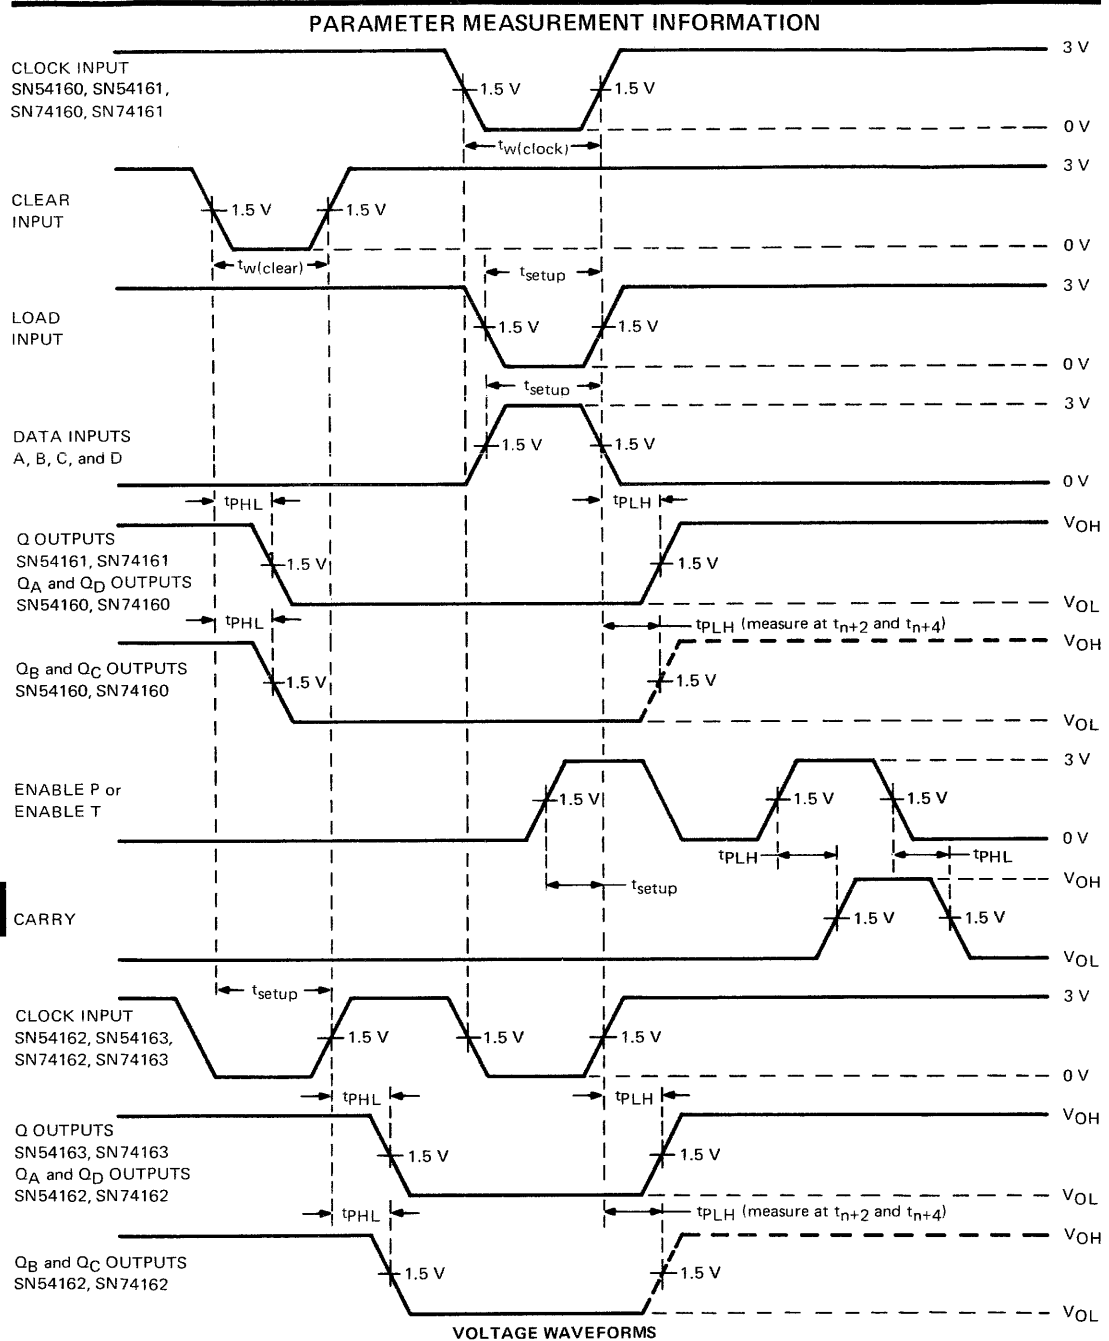 PARAMETER MEASUREMENT INFORMATION
3 V
CLOCK INPUT
SN54160, SN54161,
SN74160, SN74161
1.5 V
1.5 V
0 V
tw(clock)
3 V
CLEAR
INPUT
1.5 V
1.5 V
0 V
tw(clear)
tsetup
3 V
LOAD
INPUT
1.5 V
1.5 V
0 V
tsetup
3 V
DATA INPUTS
A, B, C, and D
1.5 V
1.5 V
0 V
tPHL
tPLH
VOH
Q OUTPUTS
SN54161, SN74161
QA and QD OUTPUTS
SN54160, SN74160
1.5 V
1.5 V
VOL
tPHL
tPLH (measure at tn+2 and tn+4)
VOH
QB and QC OUTPUTS
SN54160, SN74160
1.5 V
1.5 V
VOL
3 V
ENABLE P or
ENABLE T
1.5 V
1.5 V
1.5 V
0 V
tPLH
tPHL
VOH
tsetup
CARRY
1.5 V
1.5 V
VOL
tsetup
3 V
CLOCK INPUT
SN54162, SN54163,
SN74162, SN74163
1.5 V
1.5 V
1.5 V
0 V
tPHL
tPLH
VOH
Q OUTPUTS
SN54163, SN74163
QA and QD OUTPUTS
SN54162, SN74162
1.5 V
1.5 V
VOL
tPHL
tPLH (measure at tn+2 and tn+4)
VOH
QB and QC OUTPUTS
SN54162, SN74162
1.5 V
1.5 V
VOL
VOLTAGE WAVEFORMS